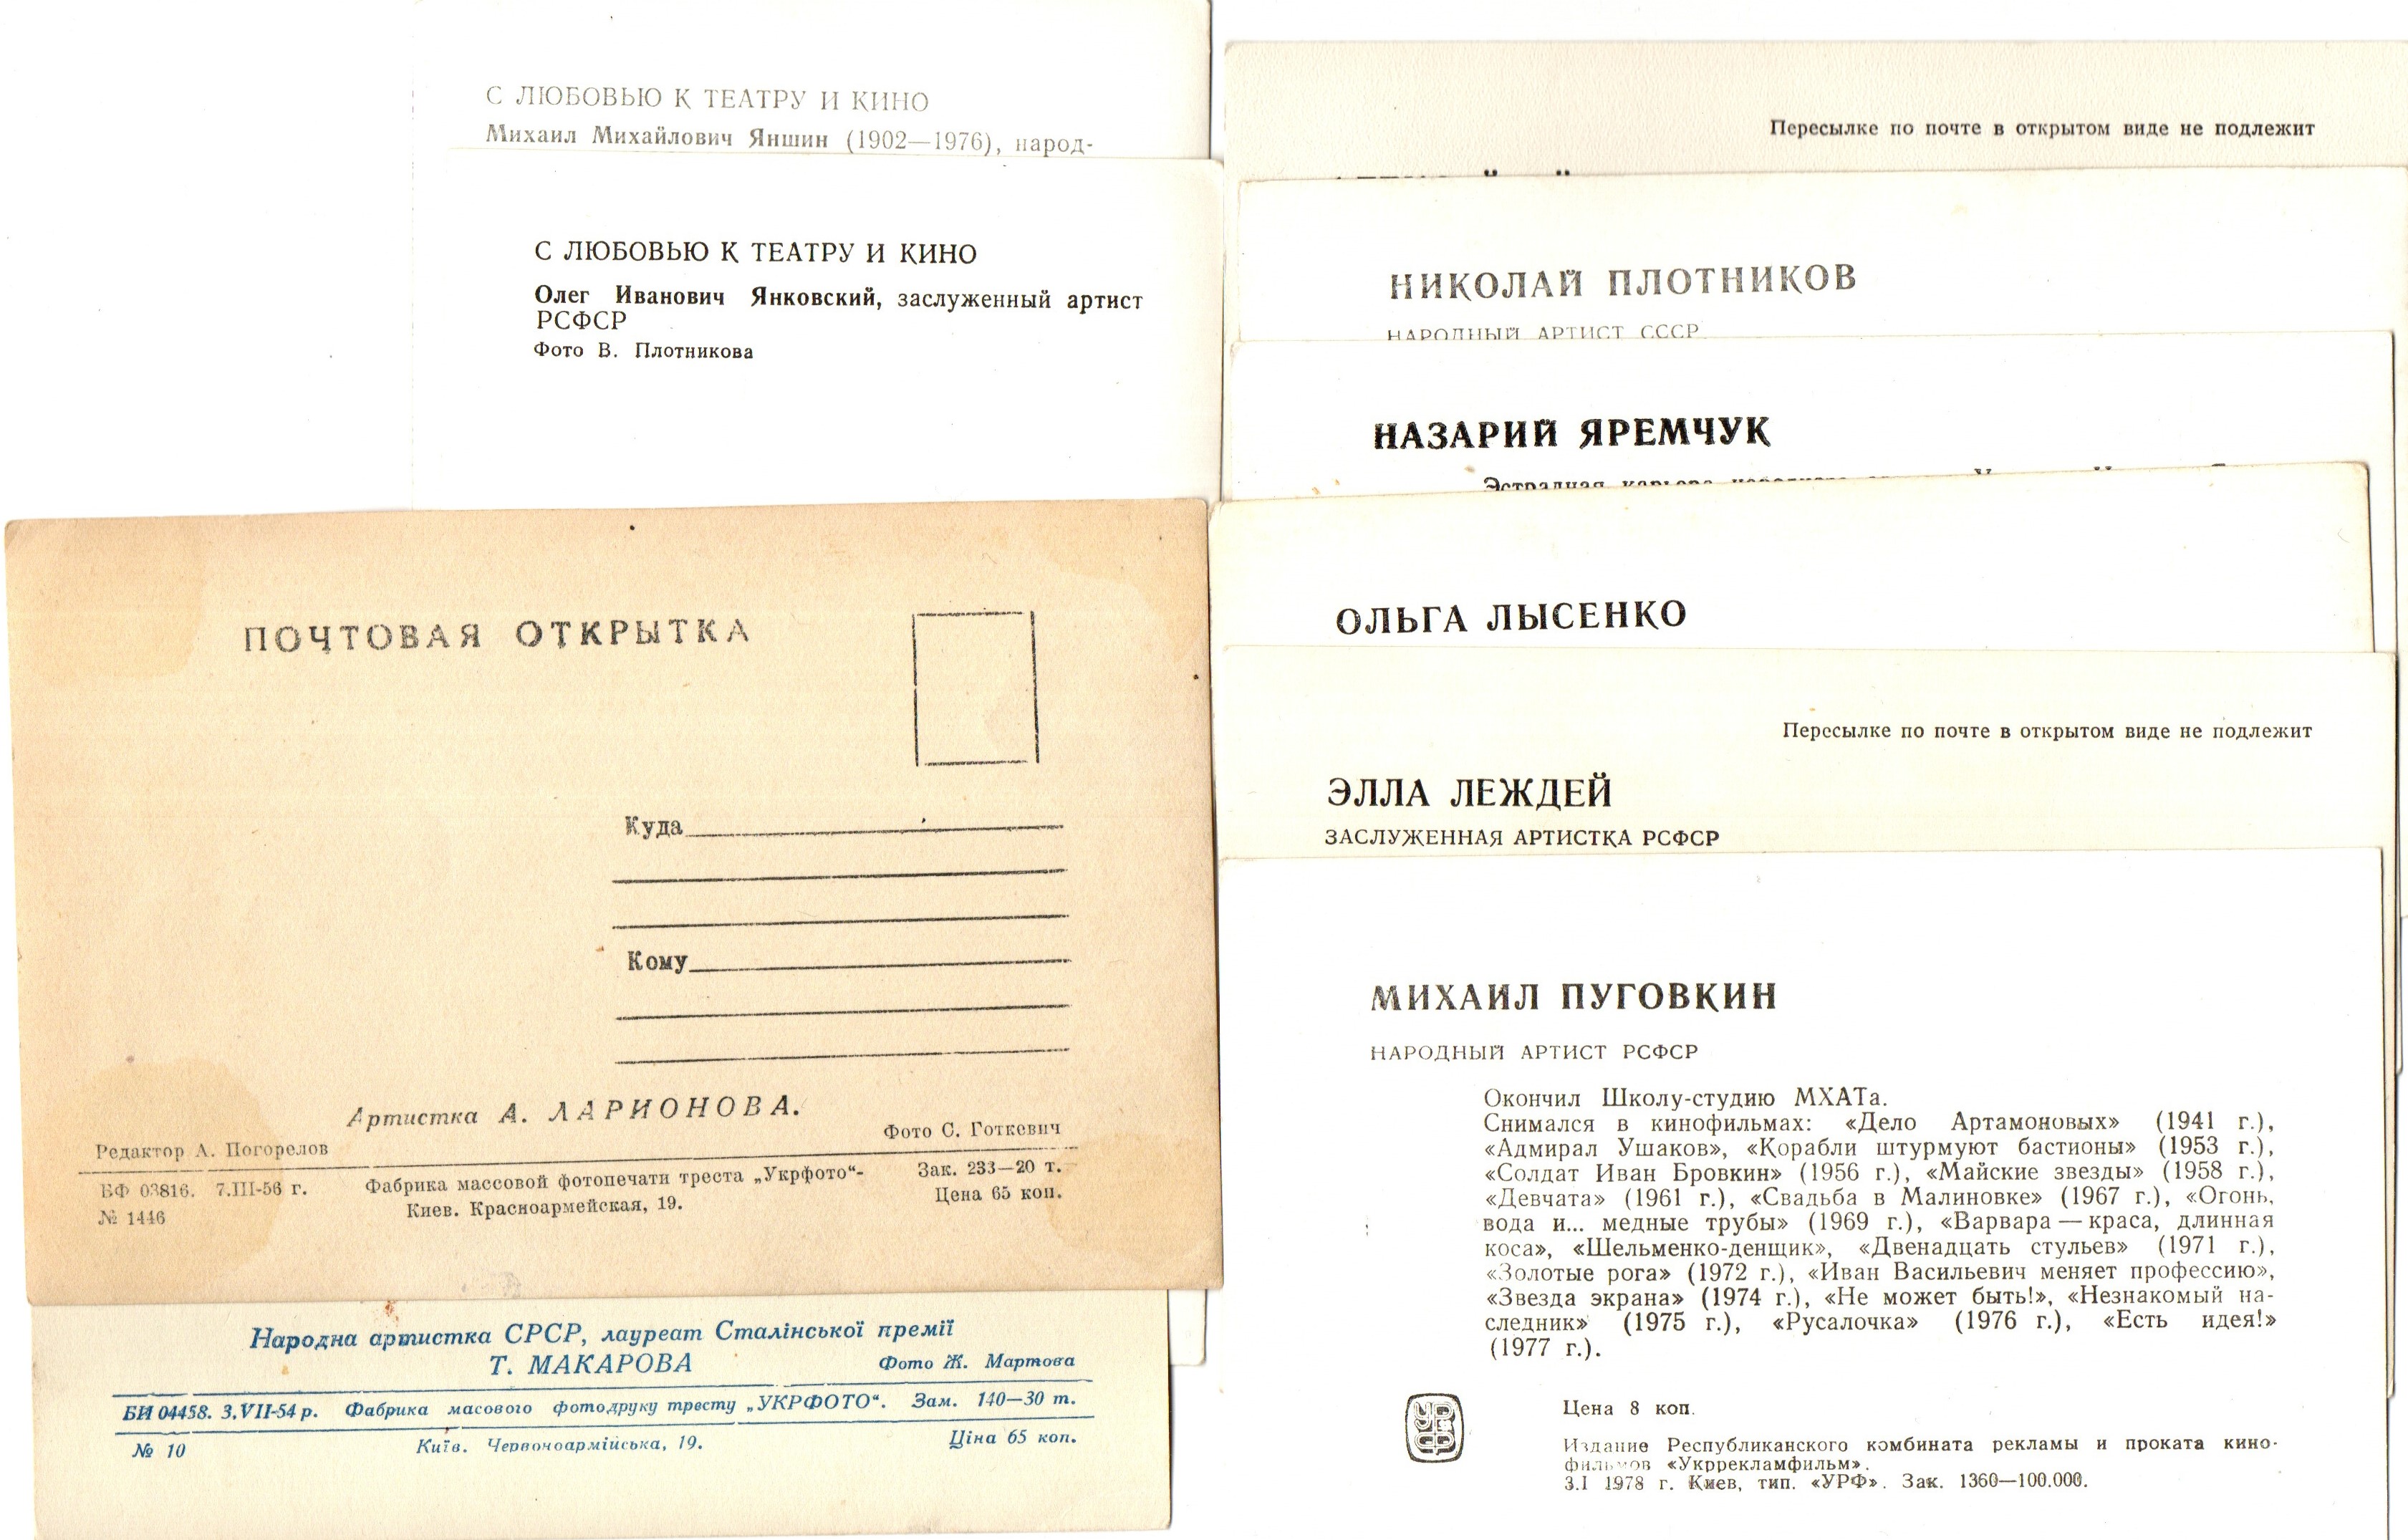 С ЛЮБОВЬЮ К ТЕАТРУ И КИНО
Михаил Михайлович Яншин (1902—1976), народ-
С ЛЮБОВЬЮ К ТЕАТРУ И КИНО
Олег Иванович Янковский, заслуженный артист
РСФСР
Фото В. Плотникова
ПОЧТОВАЯ ОТКРЫТКА
Куда
Кому
Артистка А. ЛАРИОНОВА.
Редактор А. Погорелов
Фото С. Готкевич
БФ 03816. 7.III-56 г.
Фабрика массовой фотопечати треста „Укрфото“-
Зак. 233—20 т.
№ 1446
Киев. Красноармейская, 19.
Цена 65 коп.
Народна артистка СРСР, лауреат Сталінської премії
Т. МАКАРОВА
Фото Ж. Мартова
БИ 04458. 3.VII-54 р. Фабрика масового фотодруку тресту „УКРФОТО“. Зам. 140—30 т.
№ 10
Київ. Червоноармійська, 19.
Ціна 65 коп.
Пересылке по почте в открытом виде не подлежит
НИКОЛАЙ ПЛОТНИКОВ
НАРОДНЫЙ АРТИСТ СССР
НАЗАРИЙ ЯРЕМЧУК
Эстрадная карьера
ОЛЬГА ЛЫСЕНКО
Пересылке по почте в открытом виде не подлежит
ЭЛЛА ЛЕЖДЕЙ
ЗАСЛУЖЕННАЯ АРТИСТКА РСФСР
МИХАИЛ ПУГОВКИН
НАРОДНЫЙ АРТИСТ РСФСР
Окончил Школу-студию МХАТа.
Снимался в кинофильмах: «Дело Артамоновых» (1941 г.),
«Адмирал Ушаков», «Корабли штурмуют бастионы» (1953 г.),
«Солдат Иван Бровкин» (1956 г.), «Майские звезды» (1958 г.),
«Девчата» (1961 г.), «Свадьба в Малиновке» (1967 г.), «Огонь,
вода и... медные трубы» (1969 г.), «Варвара — краса, длинная
коса», «Шельменко-денщик», «Двенадцать стульев» (1971 г.),
«Золотые рога» (1972 г.), «Иван Васильевич меняет профессию»,
«Звезда экрана» (1974 г.), «Не может быть!», «Незнакомый на-
следник» (1975 г.), «Русалочка» (1976 г.), «Есть идея!»
(1977 г.).
УРФ
Цена 8 коп.
Издание Республиканского комбината рекламы и проката кино-
фильмов «Укррекламфильм».
3.I 1978 г. Киев, тип. «УРФ». Зак. 1360—100.000.